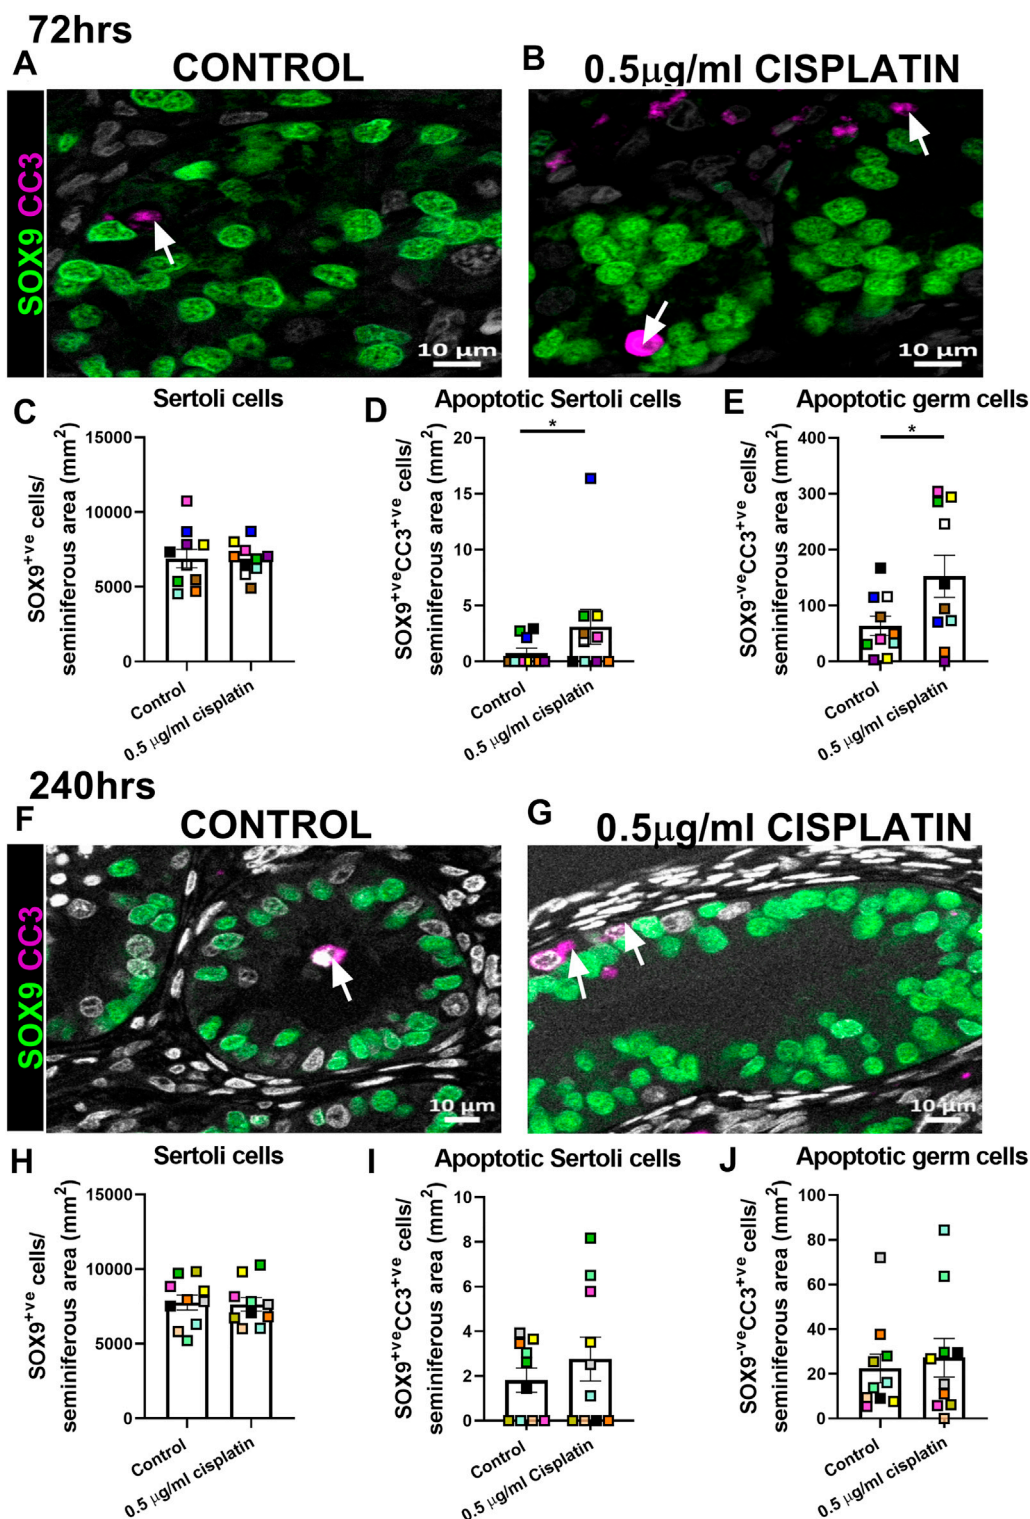 72hrs
A
CONTROL
B
0.5μg/ml CISPLATIN
SOX9 CC3
10 μm
10 μm
C
Sertoli cells
SOX9+ve cells/
seminiferous area (mm2)
15000
10000
5000
0
Control
0.5 μg/ml cisplatin
D
Apoptotic Sertoli cells
SOX9+veCC3+ve cells/
seminiferous area (mm2)
20
15
10
5
0
*
Control
0.5 μg/ml cisplatin
E
Apoptotic germ cells
SOX9-veCC3+ve cells/
seminiferous area (mm2)
400
300
200
100
0
*
Control
0.5 μg/ml cisplatin
240hrs
F
CONTROL
G
0.5μg/ml CISPLATIN
SOX9 CC3
10 μm
10 μm
H
Sertoli cells
SOX9+ve cells/
seminiferous area (mm2)
15000
10000
5000
0
Control
0.5 μg/ml cisplatin
I
Apoptotic Sertoli cells
SOX9+veCC3+ve cells/
seminiferous area (mm2)
10
8
6
4
2
0
Control
0.5 μg/ml Cisplatin
J
Apoptotic germ cells
SOX9-veCC3+ve cells/
seminiferous area (mm2)
100
80
60
40
20
0
Control
0.5 μg/ml cisplatin